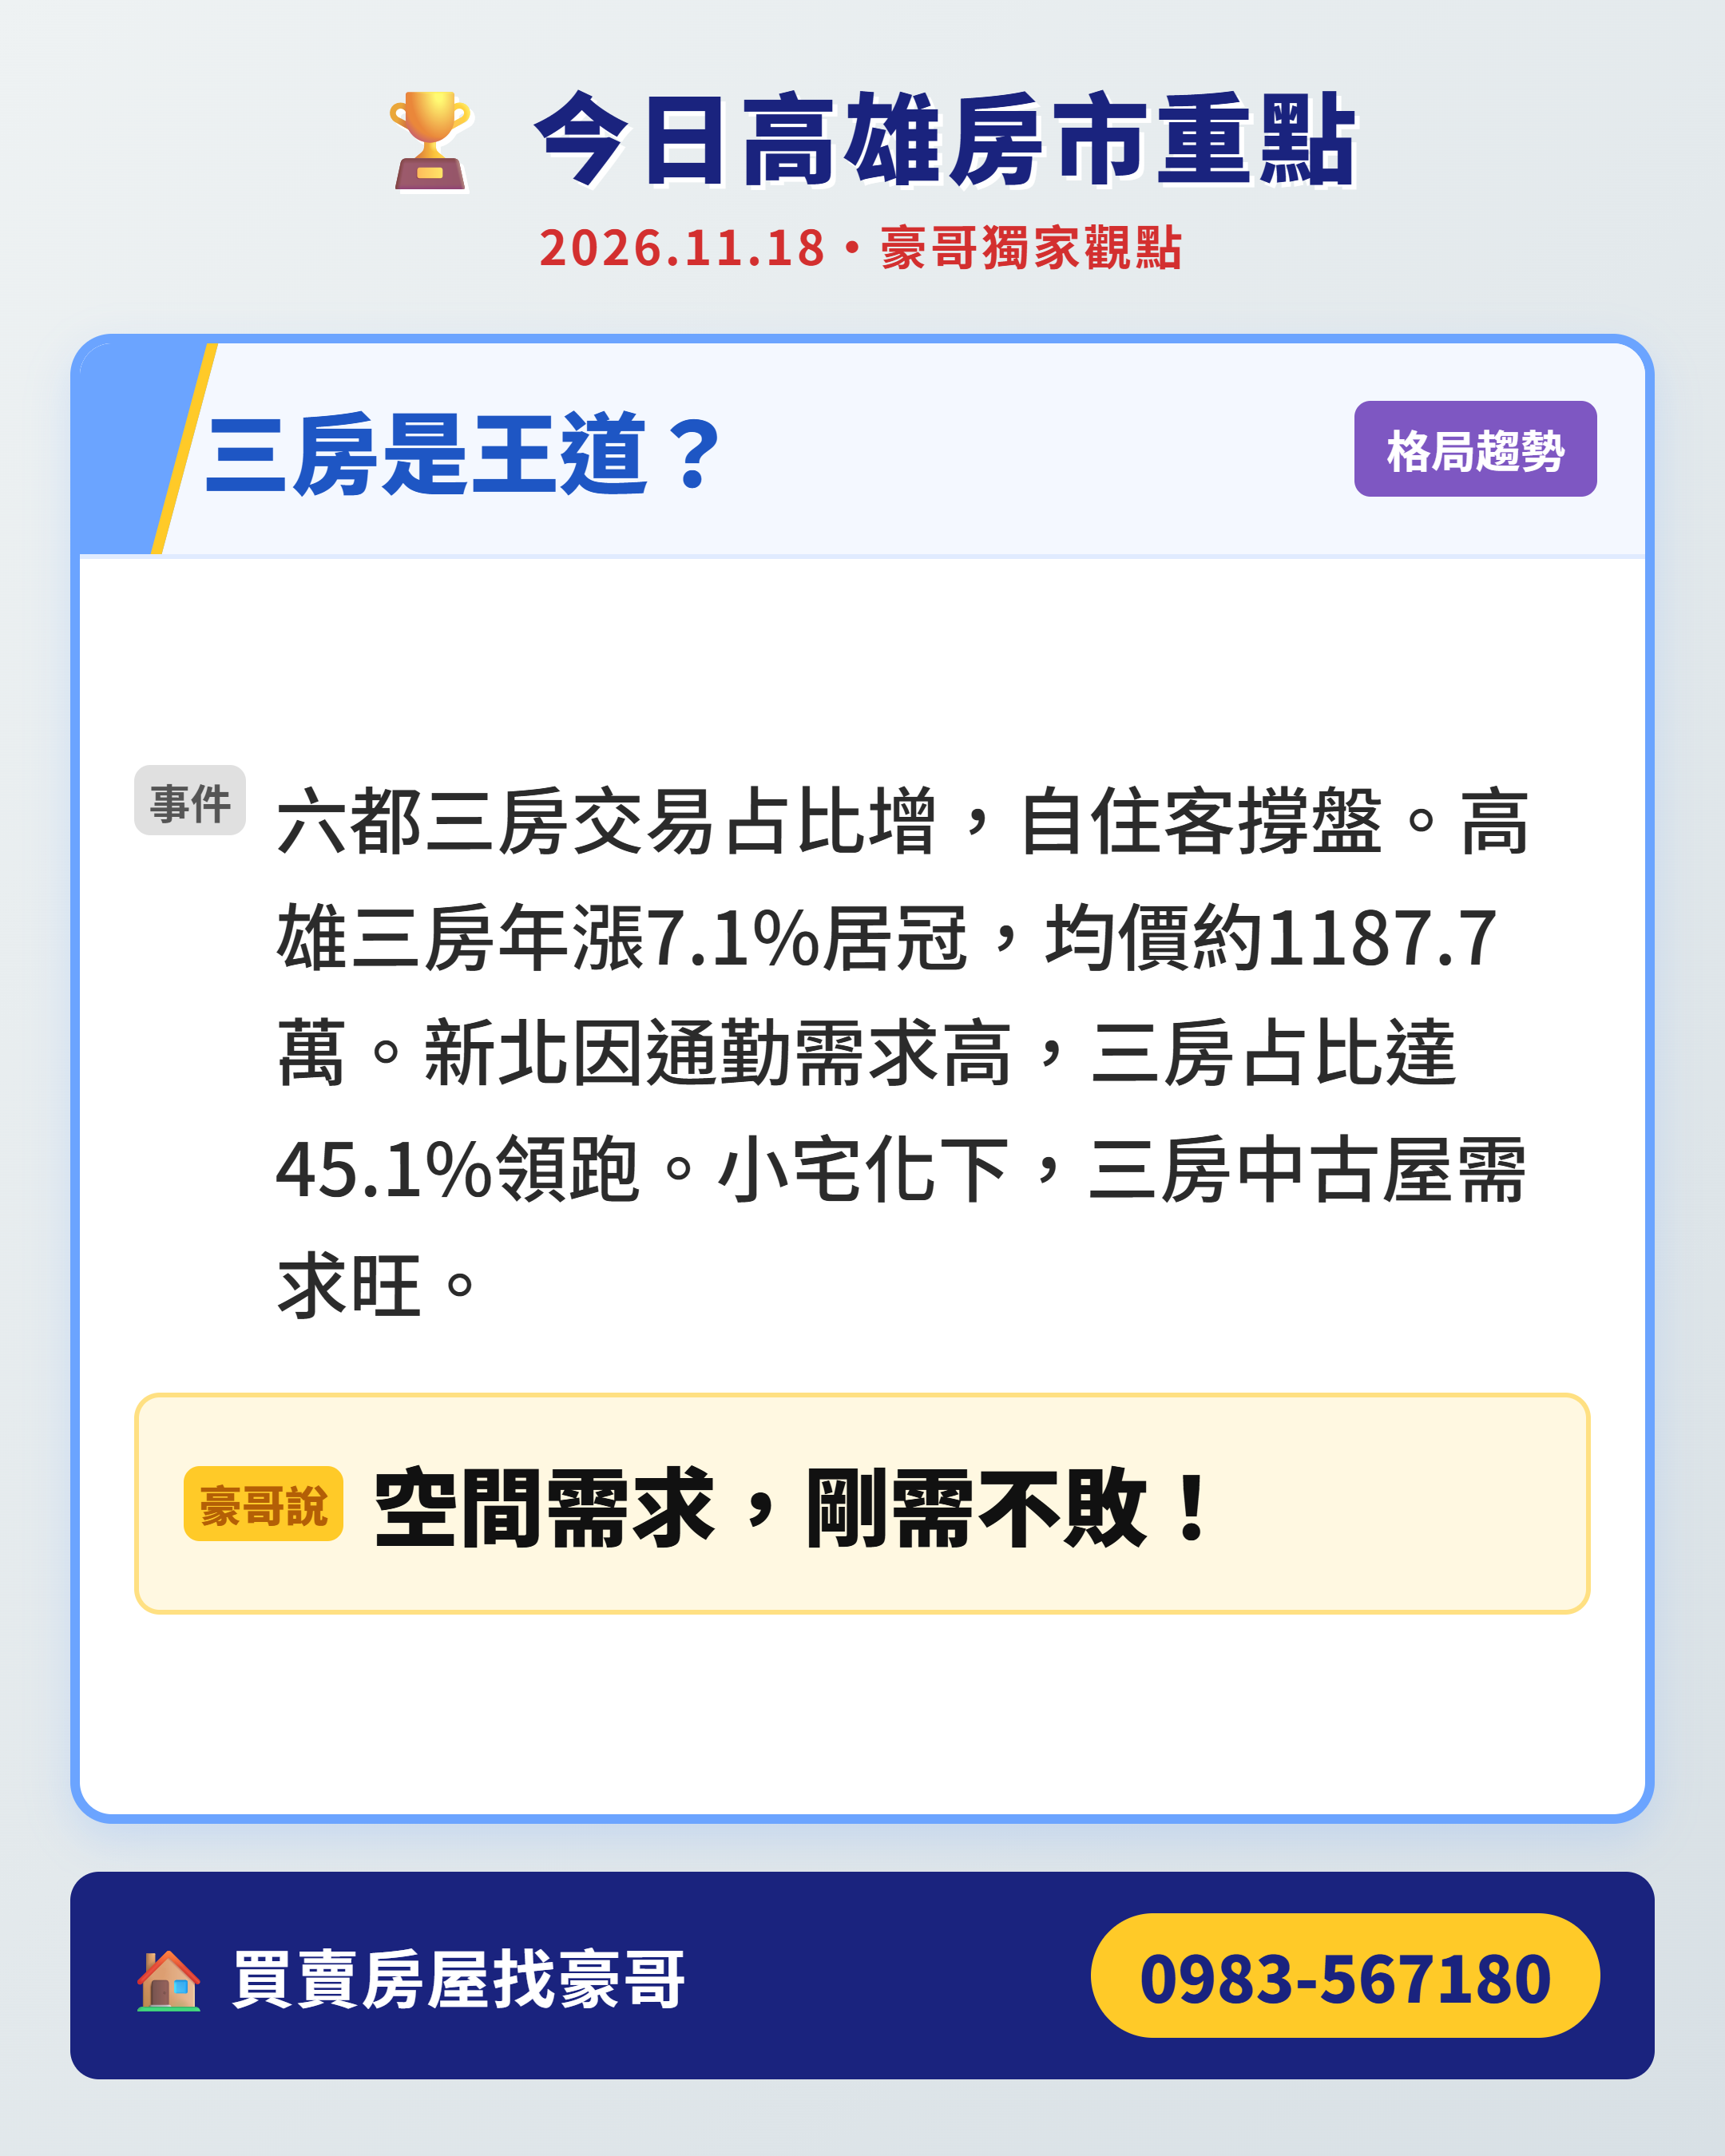 今日高雄房市重點
2026.11.18・豪哥獨家觀點
三房是王道？
格局趨勢
事件
六都三房交易占比增，自住客撐盤。高
雄三房年漲7.1%居冠，均價約1187.7
萬。新北因通勤需求高，三房占比達
45.1%領跑。小宅化下，三房中古屋需
求旺。
豪哥說
空間需求，剛需不敗！
買賣房屋找豪哥
0983-567180